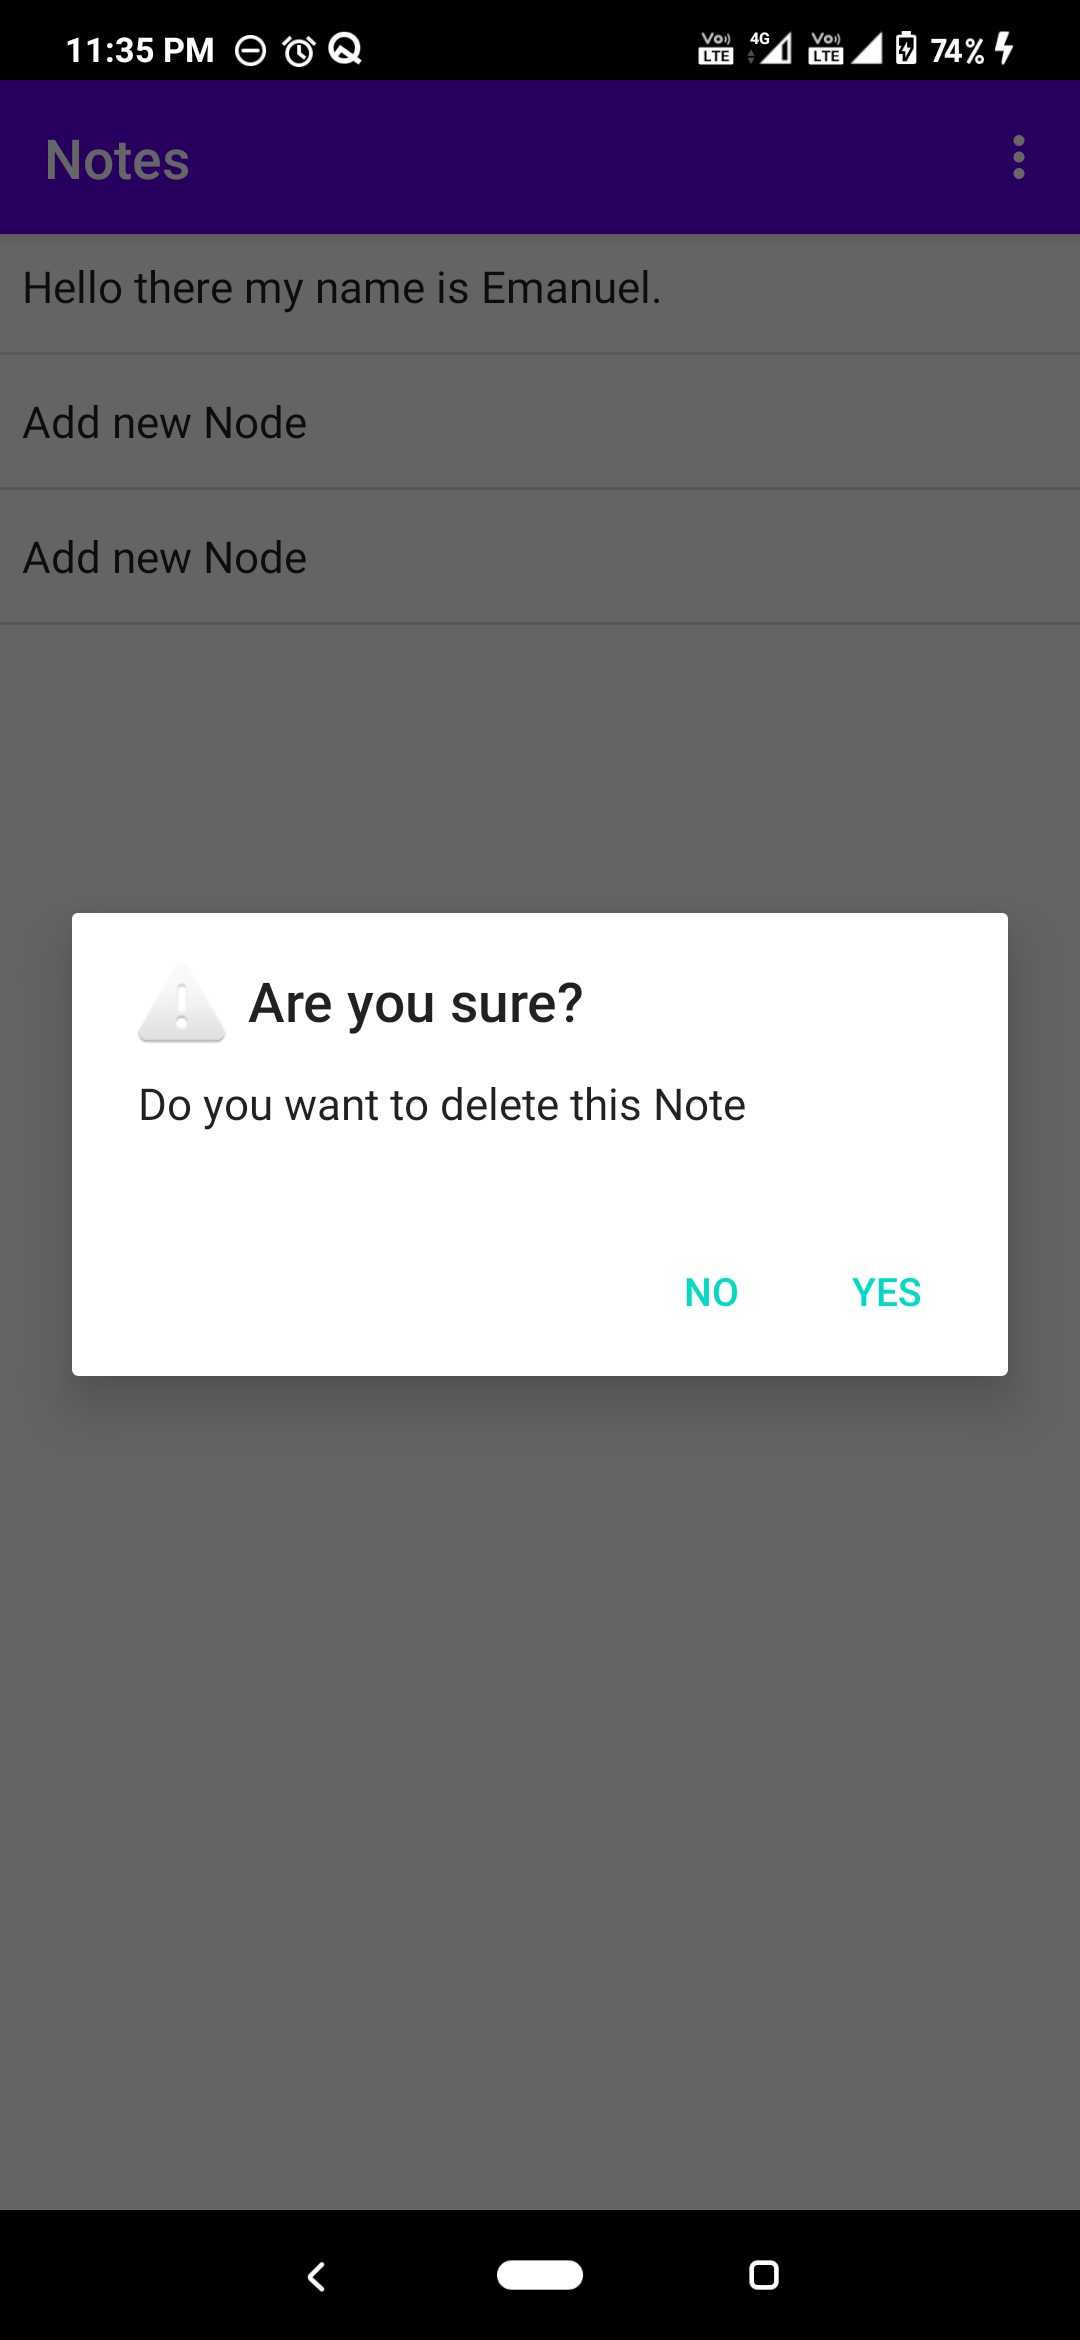 11:35 PM Vo)) LTE 4G Vo)) LTE 74%
Notes
Hello there my name is Emanuel.
Add new Node
Add new Node
Are you sure?
Do you want to delete this Note
NO YES